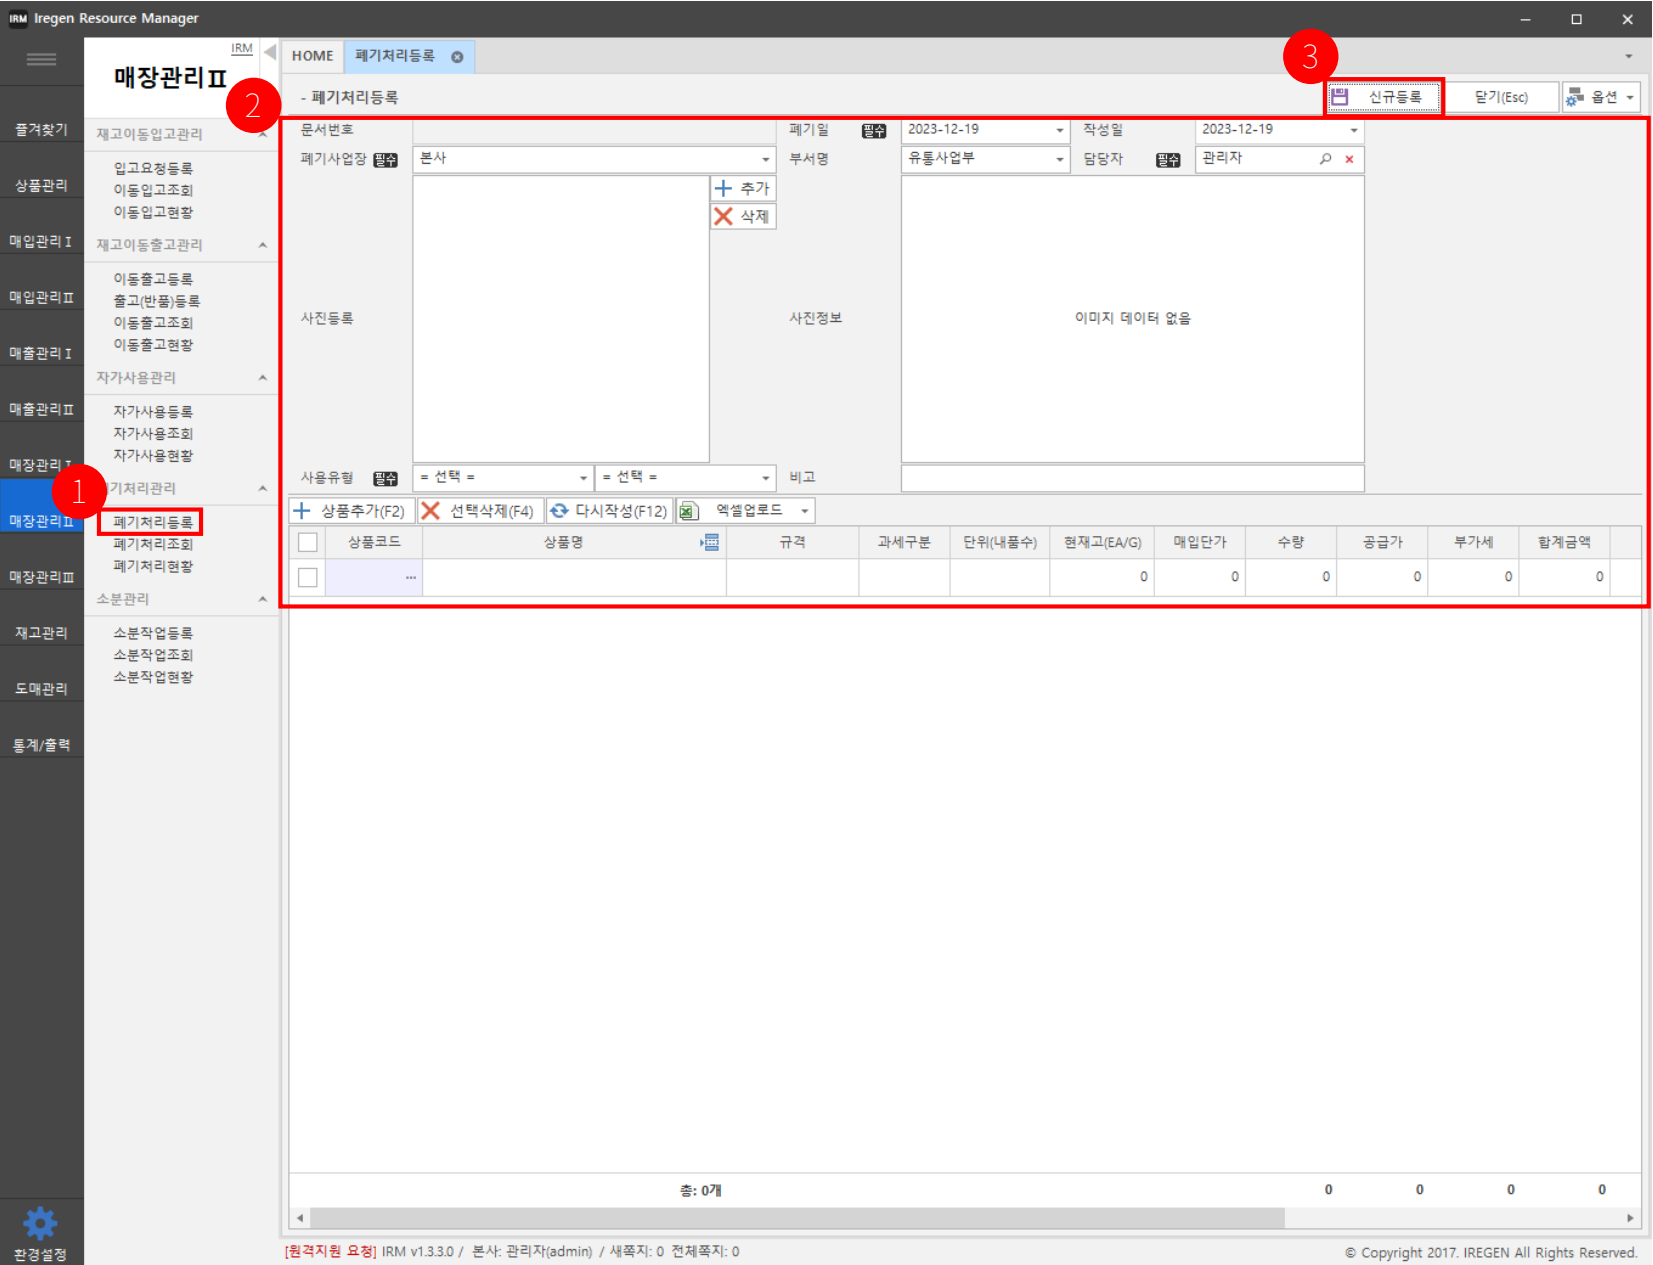 IRM Iregen Resource Manager
IRM
매장관리Ⅱ
HOME 폐기처리등록
3
2
- 폐기처리등록
신규등록 닫기(Esc) 옵션
즐겨찾기
상품관리
매입관리Ⅰ
매입관리Ⅱ
매출관리Ⅰ
매출관리Ⅱ
매장관리Ⅰ
매장관리Ⅱ
매장관리Ⅲ
재고관리
도매관리
통계/출력
환경설정
재고이동입고관리
입고요청등록
이동입고조회
이동입고현황
재고이동출고관리
이동출고등록
출고(반품)등록
이동출고조회
이동출고현황
자가사용관리
자가사용등록
자가사용조회
자가사용현황
1
기처리관리
폐기처리등록
폐기처리조회
폐기처리현황
소분관리
소분작업등록
소분작업조회
소분작업현황
문서번호 폐기일 필수 2023-12-19 작성일 2023-12-19
폐기사업장 필수 본사 부서명 유통사업부 담당자 필수 관리자
추가
삭제
사진등록 사진정보 이미지 데이터 없음
사용유형 필수 = 선택 = = 선택 = 비고
상품추가(F2) 선택삭제(F4) 다시작성(F12) 엑셀업로드
상품코드 상품명 규격 과세구분 단위(내품수) 현재고(EA/G) 매입단가 수량 공급가 부가세 합계금액
... 0 0 0 0 0 0
총: 0개 0 0 0 0
[원격지원 요청] IRM v1.3.3.0 / 본사: 관리자(admin) / 새쪽지: 0 전체쪽지: 0
© Copyright 2017. IREGEN All Rights Reserved.